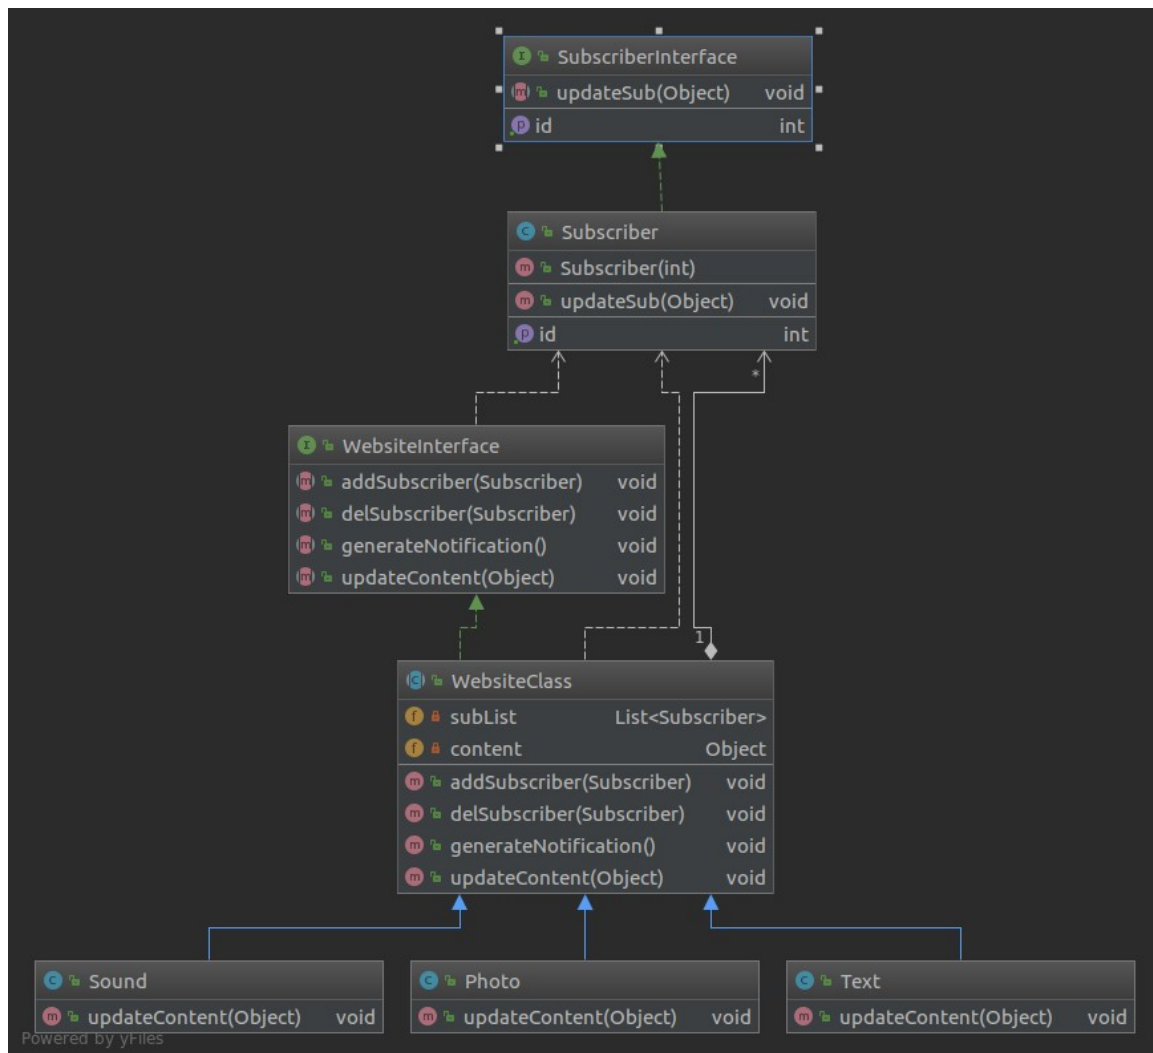 SubscriberInterface
updateSub(Object) void
id int
Subscriber
Subscriber(int)
updateSub(Object) void
id int
*
WebsiteInterface
addSubscriber(Subscriber) void
delSubscriber(Subscriber) void
generateNotification() void
updateContent(Object) void
1
WebsiteClass
subList List<Subscriber>
content Object
addSubscriber(Subscriber) void
delSubscriber(Subscriber) void
generateNotification() void
updateContent(Object) void
Sound
updateContent(Object) void
Photo
updateContent(Object) void
Text
updateContent(Object) void
Powered by yFiles